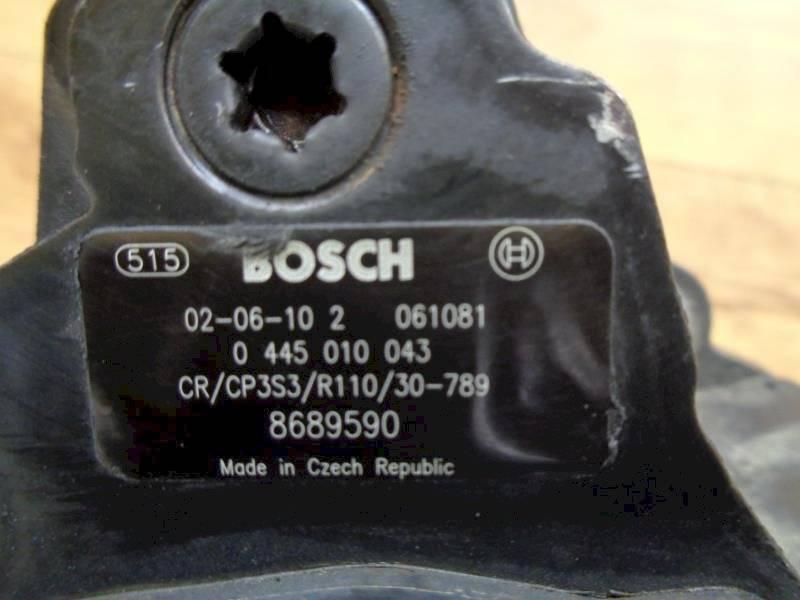 515 BOSCH
02-06-10 2 061081
0 445 010 043
CR/CP3S3/R110/30-789
8689590
Made in Czech Republic